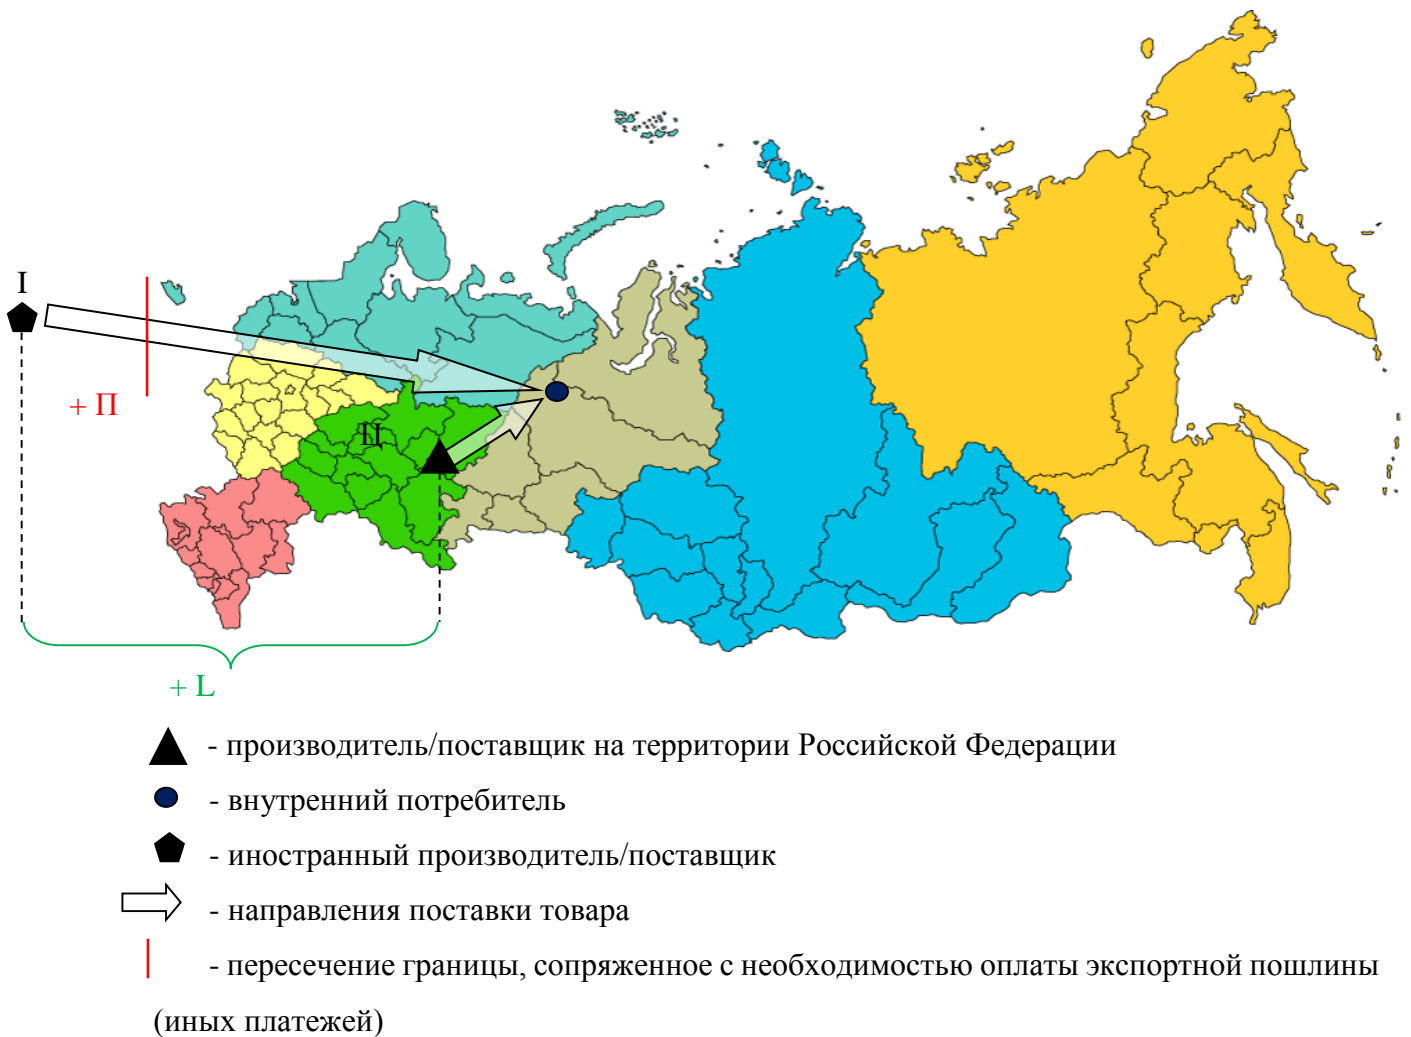 I
+ П
Ц
+ L
- производитель/поставщик на территории Российской Федерации
- внутренний потребитель
- иностранный производитель/поставщик
- направления поставки товара
- пересечение границы, сопряженное с необходимостью оплаты экспортной пошлины
(иных платежей)